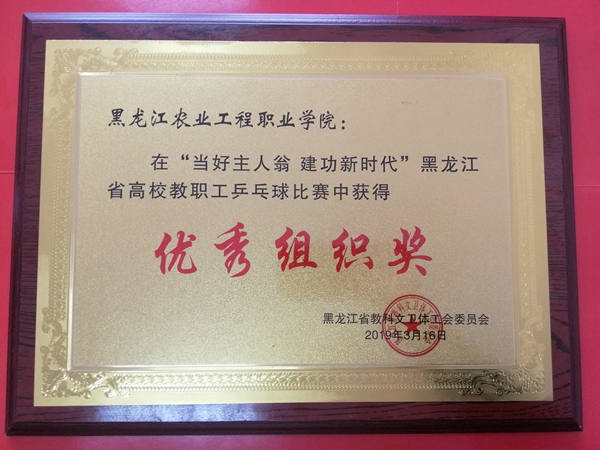 黑龙江农业工程职业学院：
在“当好主人翁 建功新时代”黑龙江
省高校教职工乒乓球比赛中获得
优秀组织奖
黑龙江省教科文卫体工会委员会
2019年3月16日